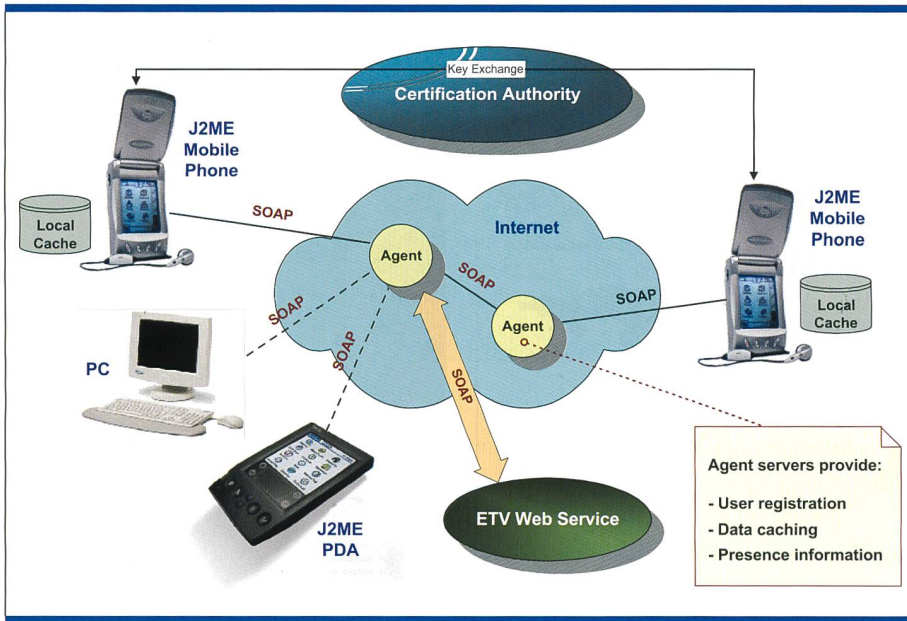 Key Exchange
Certification Authority
J2ME
Mobile
Phone
Local
Cache
SOAP
Internet
Agent
SOAP
Agent
SOAP
J2ME
Mobile
Phone
Local
Cache
SOAP
PC
SOAP
SOAP
J2ME
PDA
ETV Web Service
Agent servers provide:
- User registration
- Data caching
- Presence information